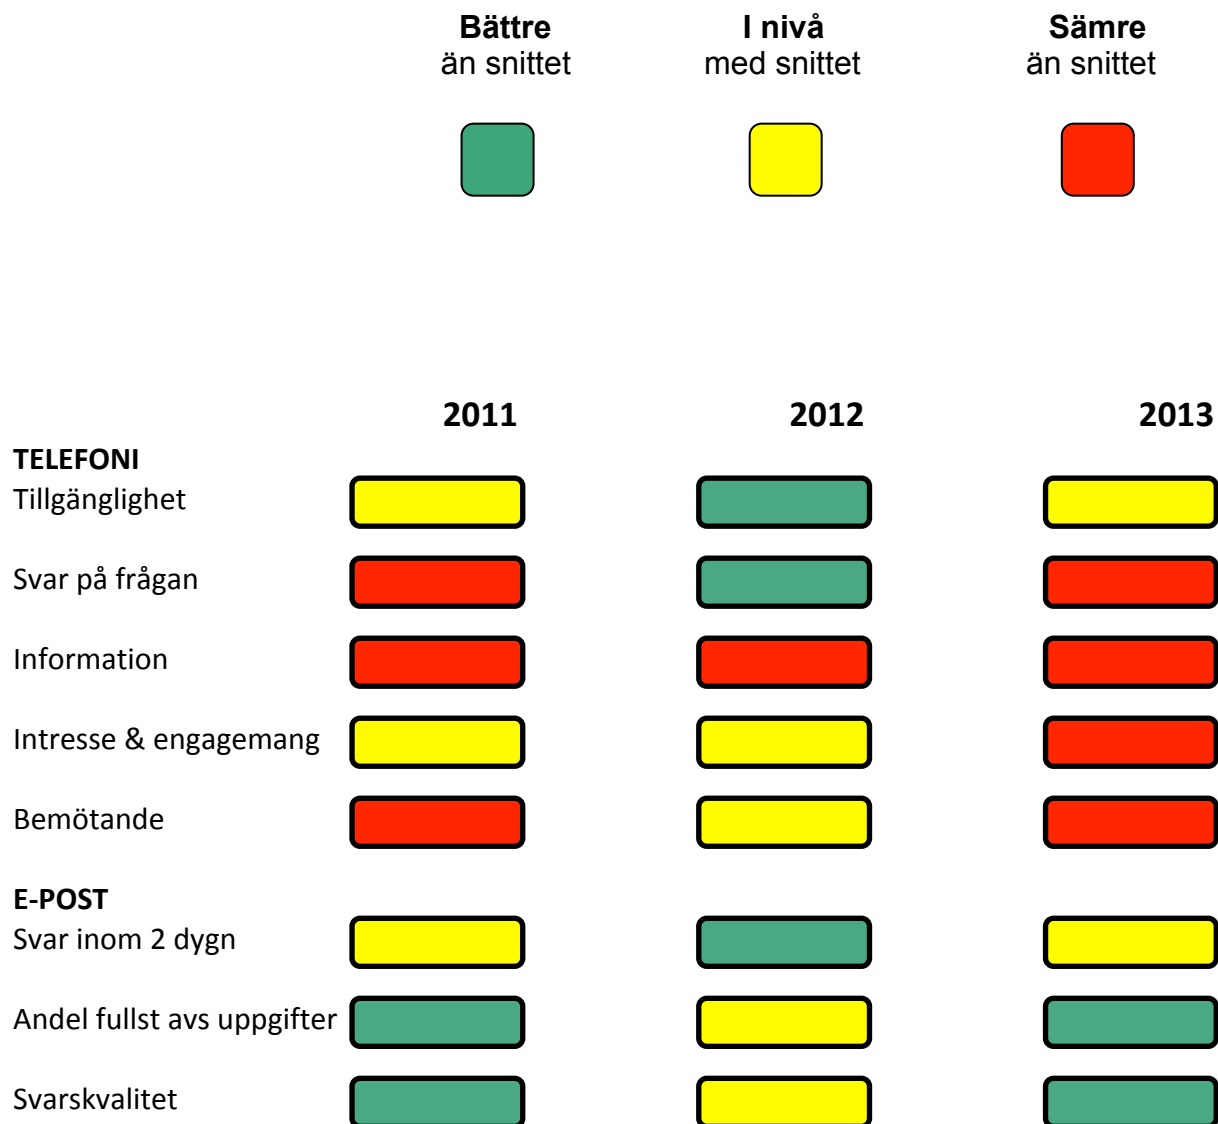 Bättre I nivå Sämre
än snittet med snittet än snittet
2011 2012 2013
TELEFONI
Tillgänglighet
Svar på frågan
Information
Intresse & engagemang
Bemötande
E-POST
Svar inom 2 dygn
Andel fullst avs uppgifter
Svarskvalitet